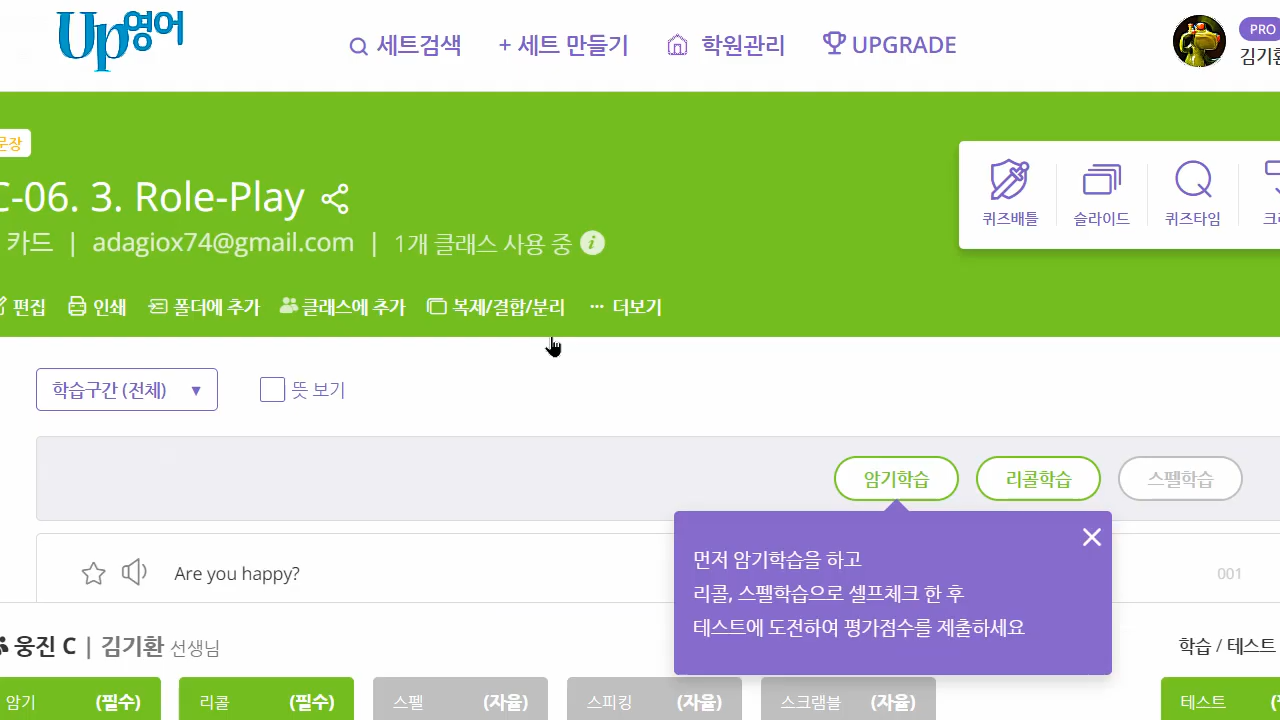 Up영어
세트검색
+ 세트 만들기
학원관리
UPGRADE
PRO
김기환
문장
C-06. 3. Role-Play
카드 | adagiox74@gmail.com | 1개 클래스 사용 중
편집
인쇄
폴더에 추가
클래스에 추가
복제/결합/분리
더보기
퀴즈배틀
슬라이드
퀴즈타임
학습구간 (전체)
뜻 보기
암기학습
리콜학습
스펠학습
먼저 암기학습을 하고
리콜, 스펠학습으로 셀프체크 한 후
테스트에 도전하여 평가점수를 제출하세요
Are you happy?
001
웅진 C | 김기환 선생님
학습 / 테스트
암기 (필수)
리콜 (필수)
스펠 (자율)
스피킹 (자율)
스크램블 (자율)
테스트